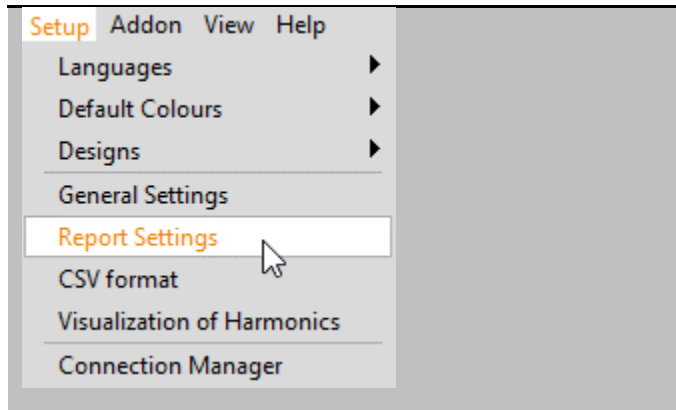 Setup Addon View Help
Languages
Default Colours
Designs
General Settings
Report Settings
CSV format
Visualization of Harmonics
Connection Manager